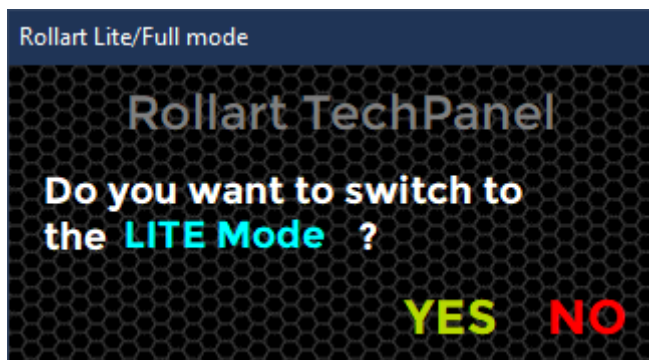 Rollart Lite/Full mode
Rollart TechPanel
Do you want to switch to
the LITE Mode ?
YES NO